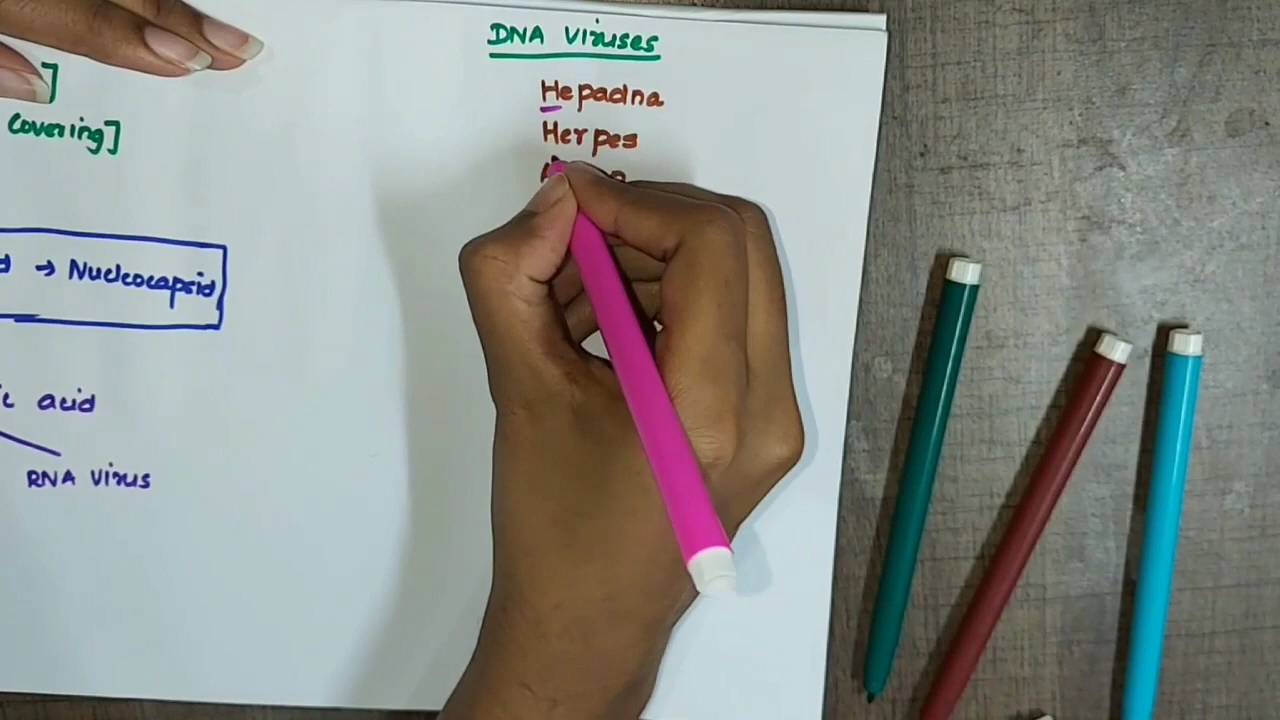 DNA Viruses
Hepadna
Herpes
]
Covering]
→ Nucleocapsid
acid
RNA Virus